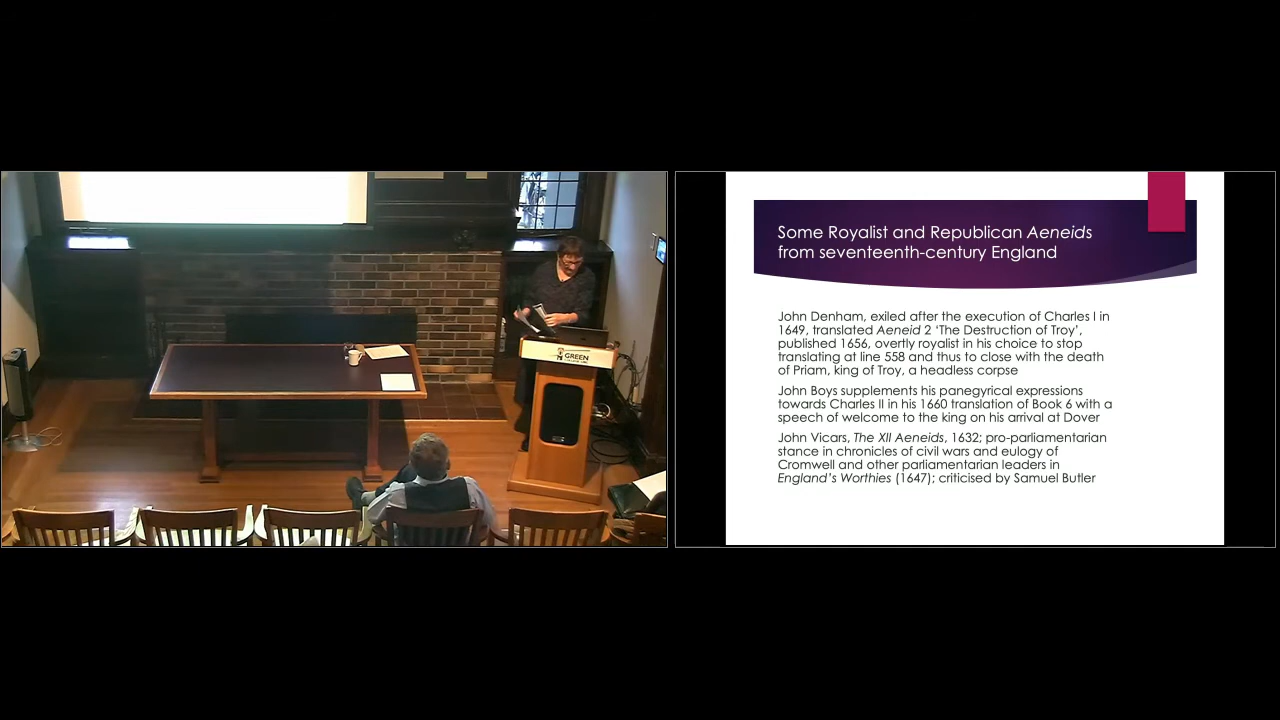 GREEN
Some Royalist and Republican Aeneids
from seventeenth-century England
John Denham, exiled after the execution of Charles I in
1649, translated Aeneid 2 ‘The Destruction of Troy’,
published 1656, overtly royalist in his choice to stop
translating at line 558 and thus to close with the death
of Priam, king of Troy, a headless corpse
John Boys supplements his panegyrical expressions
towards Charles II in his 1660 translation of Book 6 with a
speech of welcome to the king on his arrival at Dover
John Vicars, The XII Aeneids, 1632; pro-parliamentarian
stance in chronicles of civil wars and eulogy of
Cromwell and other parliamentarian leaders in
England’s Worthies (1647); criticised by Samuel Butler